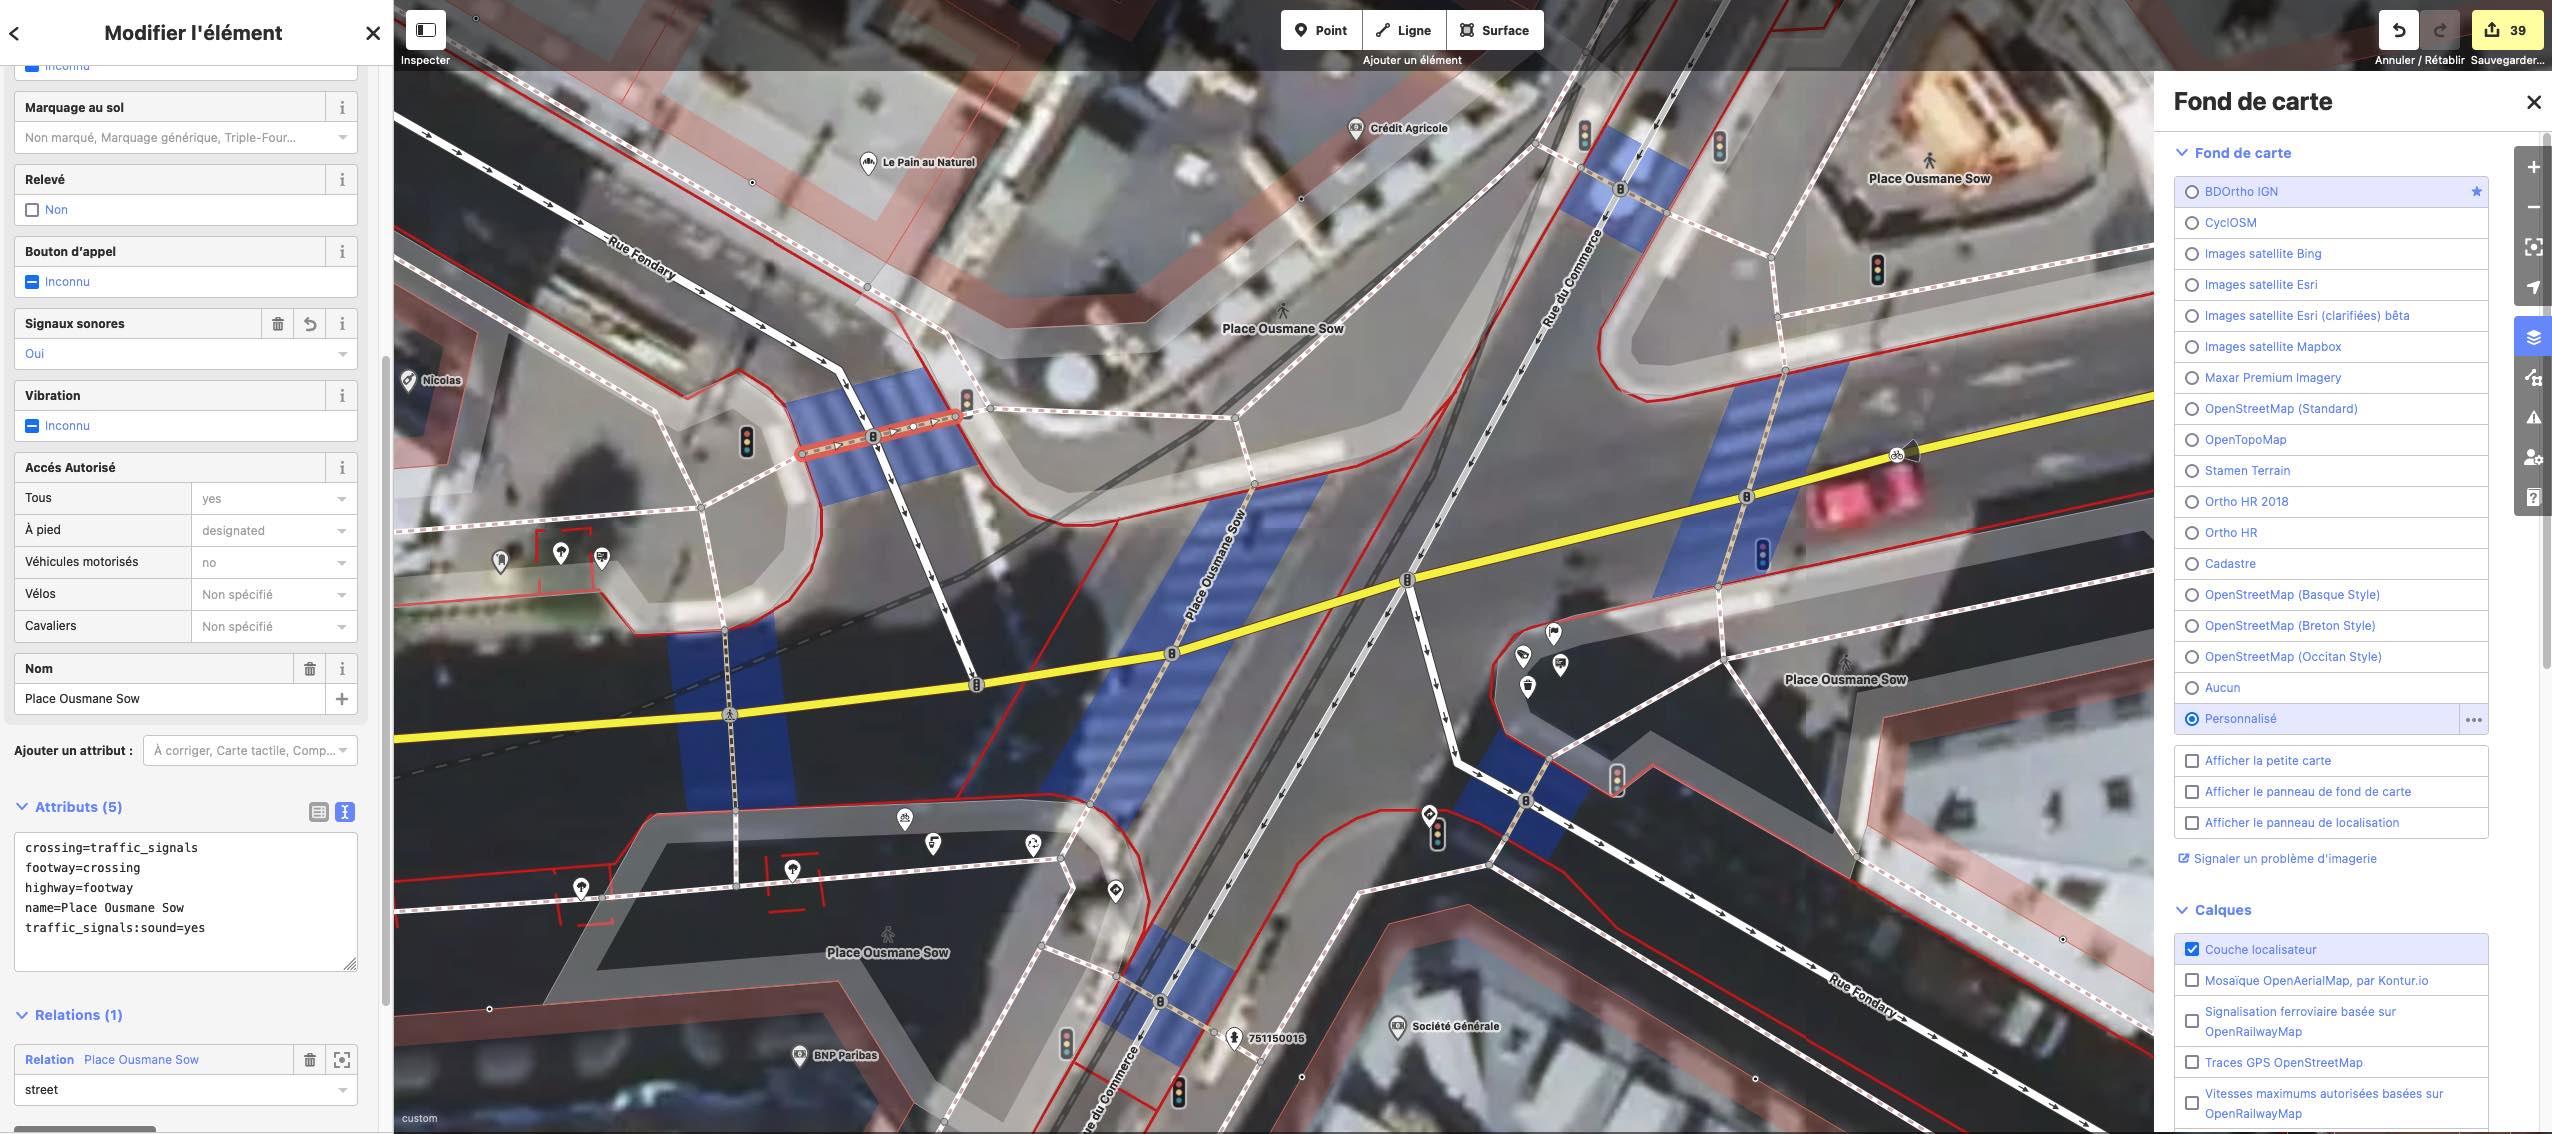 Modifier l'élément
Inconnu
Marquage au sol
Non marqué, Marquage générique, Triple-Four...
Relevé
Non
Bouton d'appel
Inconnu
Signaux sonores
Oui
Vibration
Inconnu
Accés Autorisé
Tous yes
À pied designated
Véhicules motorisés no
Vélos Non spécifié
Cavaliers Non spécifié
Nom
Place Ousmane Sow
Ajouter un attribut : À corriger, Carte tactile, Comp...
Attributs (5)
crossing=traffic_signals
footway=crossing
highway=footway
name=Place Ousmane Sow
traffic_signals:sound=yes
Relations (1)
Relation Place Ousmane Sow
street
Inspecter
Point Ligne Surface
Ajouter un élément
39
Annuler / Rétablir Sauvegarder...
Crédit Agricole
Le Pain au Naturel
Place Ousmane Sow
Rue Fondary
Rue du Commerce
Place Ousmane Sow
Nicolas
Place Ousmane Sow
Place Ousmane Sow
Place Ousmane Sow
Rue Fondary
Société Générale
751150015
BNP Paribas
Rue du Commerce
custom
Fond de carte
Fond de carte
BDOrtho IGN
CyclOSM
Images satellite Bing
Images satellite Esri
Images satellite Esri (clarifiées) bêta
Images satellite Mapbox
Maxar Premium Imagery
OpenStreetMap (Standard)
OpenTopoMap
Stamen Terrain
Ortho HR 2018
Ortho HR
Cadastre
OpenStreetMap (Basque Style)
OpenStreetMap (Breton Style)
OpenStreetMap (Occitan Style)
Aucun
Personnalisé
Afficher la petite carte
Afficher le panneau de fond de carte
Afficher le panneau de localisation
Signaler un problème d'imagerie
Calques
Couche localisateur
Mosaïque OpenAerialMap, par Kontur.io
Signalisation ferroviaire basée sur
OpenRailwayMap
Traces GPS OpenStreetMap
Vitesses maximums autorisées basées sur
OpenRailwayMap